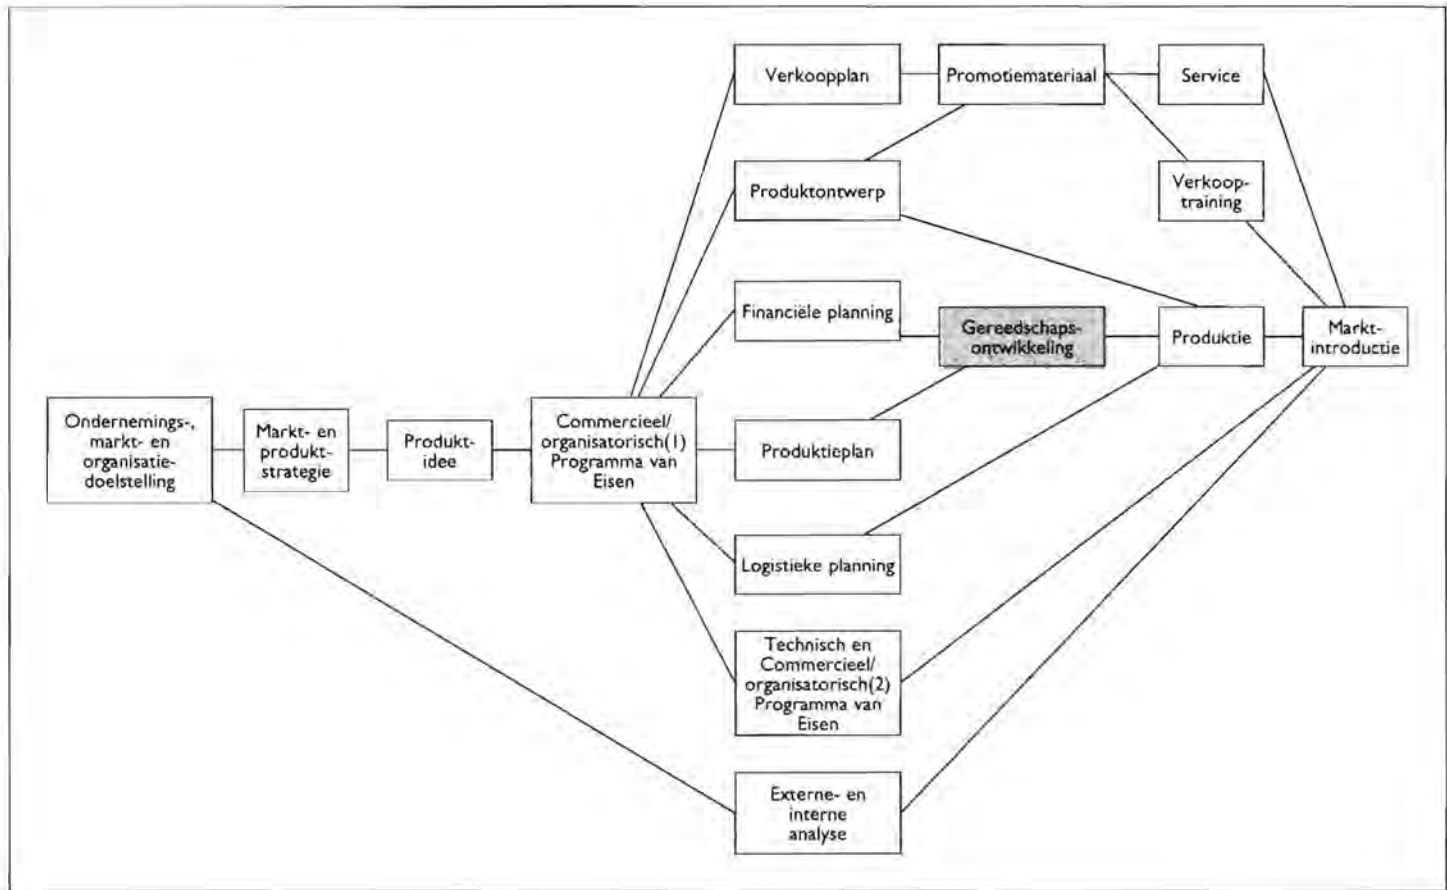 Verkoopplan
Promotiemateriaal
Service
Produktontwerp
Verkoop-
training
Financiële planning
Gereedschaps-
ontwikkeling
Produktie
Markt-
introductie
Ondernemings-,
markt- en
organisatie-
doelstelling
Markt- en
produkt-
strategie
Produkt-
idee
Commercieel/
organisatorisch(1)
Programma van
Eisen
Produktieplan
Logistieke planning
Technisch en
Commercieel/
organisatorisch(2)
Programma van
Eisen
Externe- en
interne
analyse